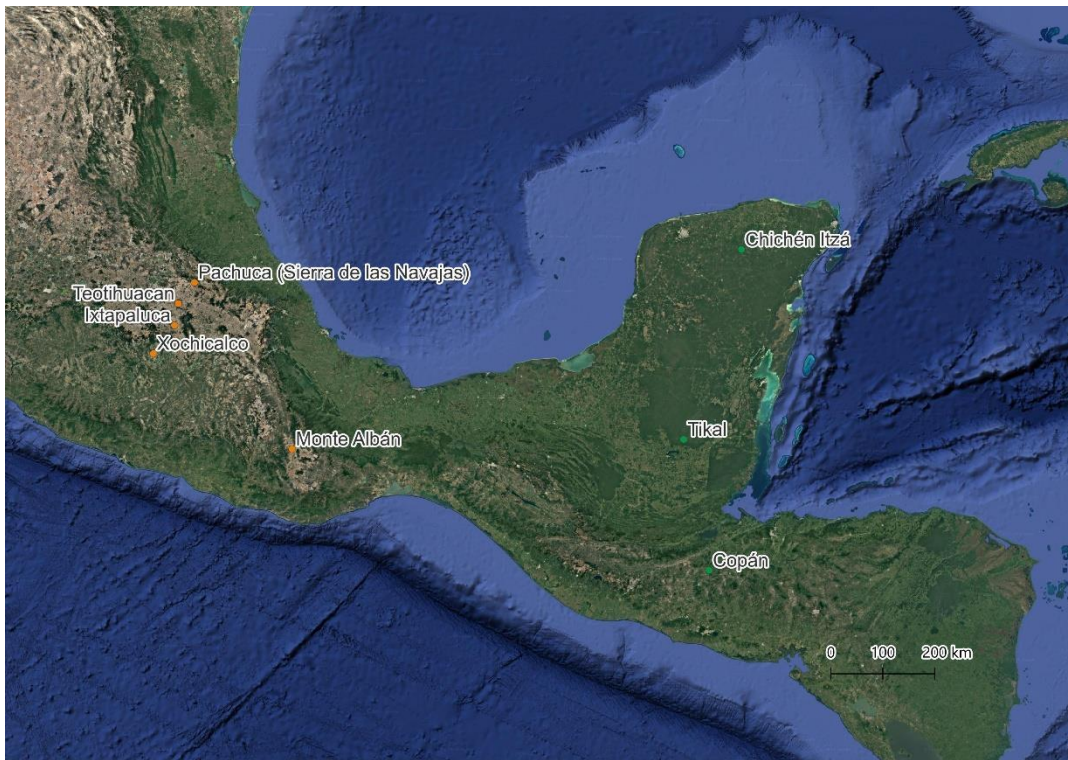 Chichén Itzá
Pachuca (Sierra de las Navajas)
Teotihuacan
Ixtapaluca
Xochicalco
Tikal
Monte Albán
Copán
0 100 200 km